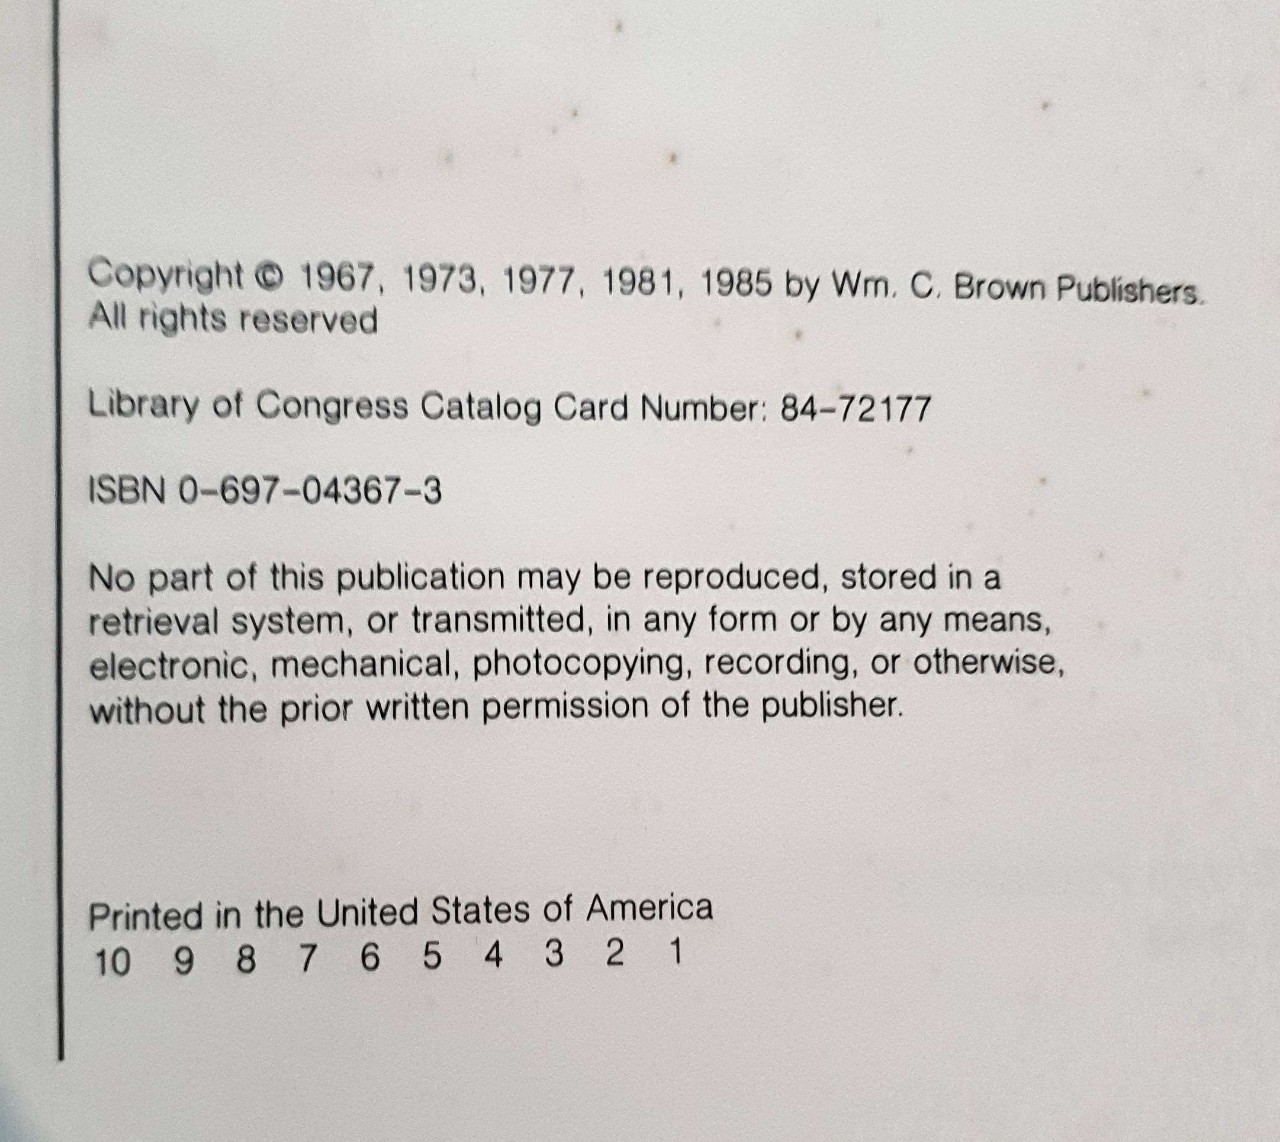 Copyright © 1967, 1973, 1977, 1981, 1985 by Wm. C. Brown Publishers.
All rights reserved
Library of Congress Catalog Card Number: 84-72177
ISBN 0-697-04367-3
No part of this publication may be reproduced, stored in a
retrieval system, or transmitted, in any form or by any means,
electronic, mechanical, photocopying, recording, or otherwise,
without the prior written permission of the publisher.
Printed in the United States of America
10 9 8 7 6 5 4 3 2 1